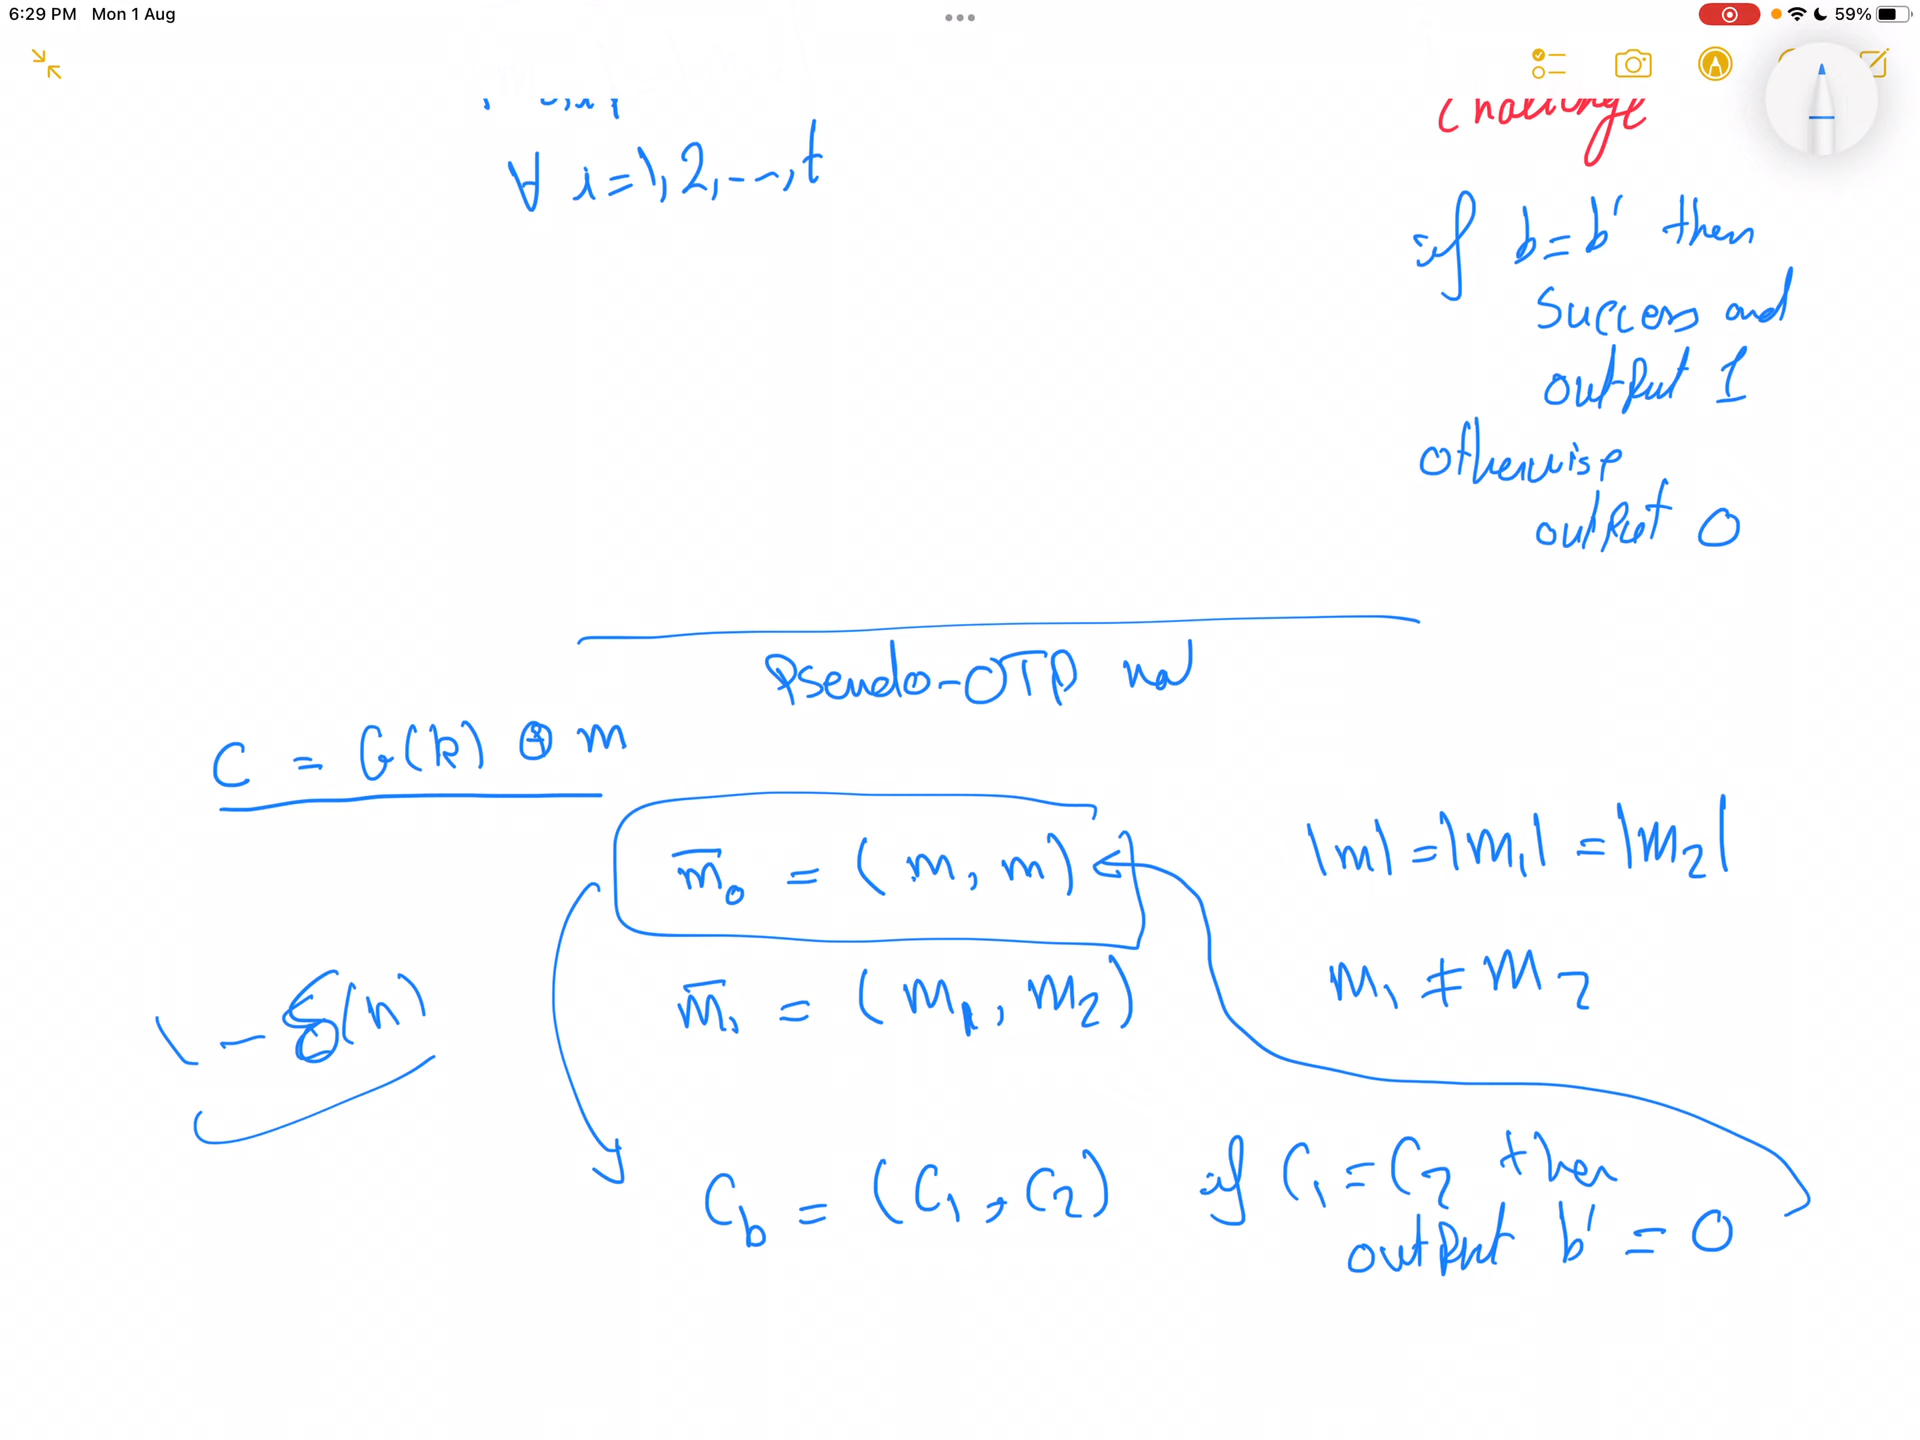 6:29 PM Mon 1 Aug
59%
∀ i=1,2,--,t
challenge
if b=b' then
success and
output 1
otherwise
output 0
Pseudo-OTP
C = G(k) ⊕ m
m̅₀ = (m, m)
|m| = |m₁| = |m₂|
m̅₁ = (m₁, m₂)
m₁ ≠ m₂
1 - δ(n)
C_b = (C₁, C₂) if C₁ = C₂ then
output b' = 0